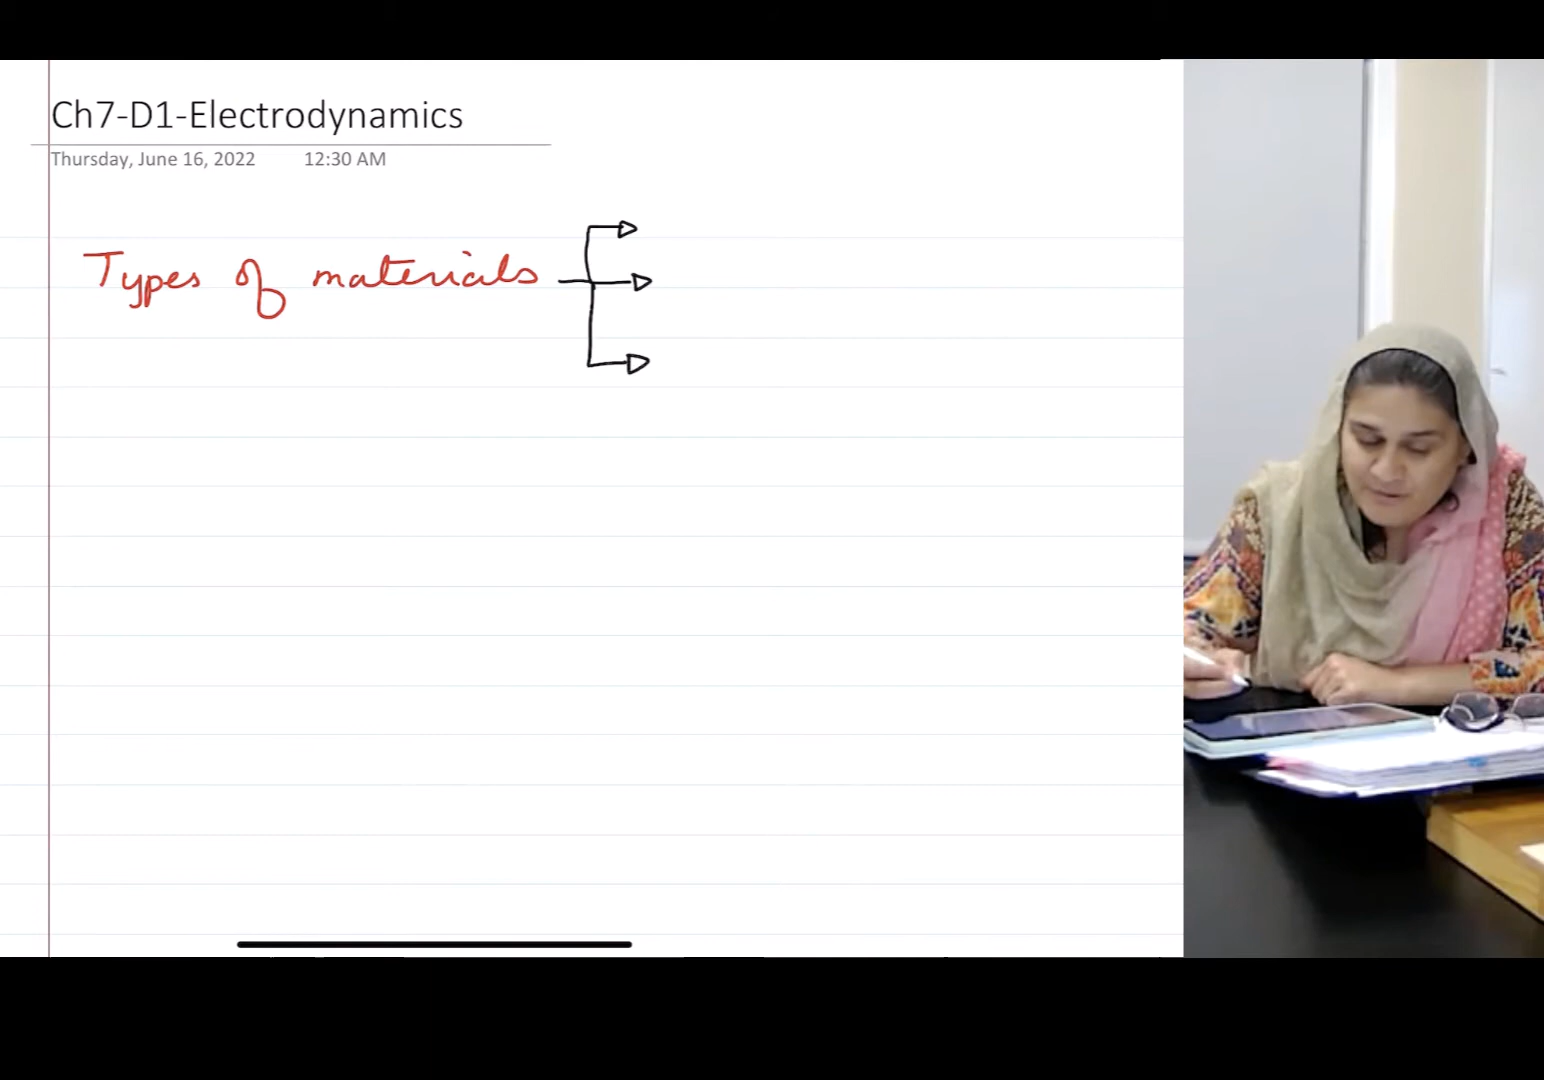 Ch7-D1-Electrodynamics
Thursday, June 16, 2022 12:30 AM
Types of materials